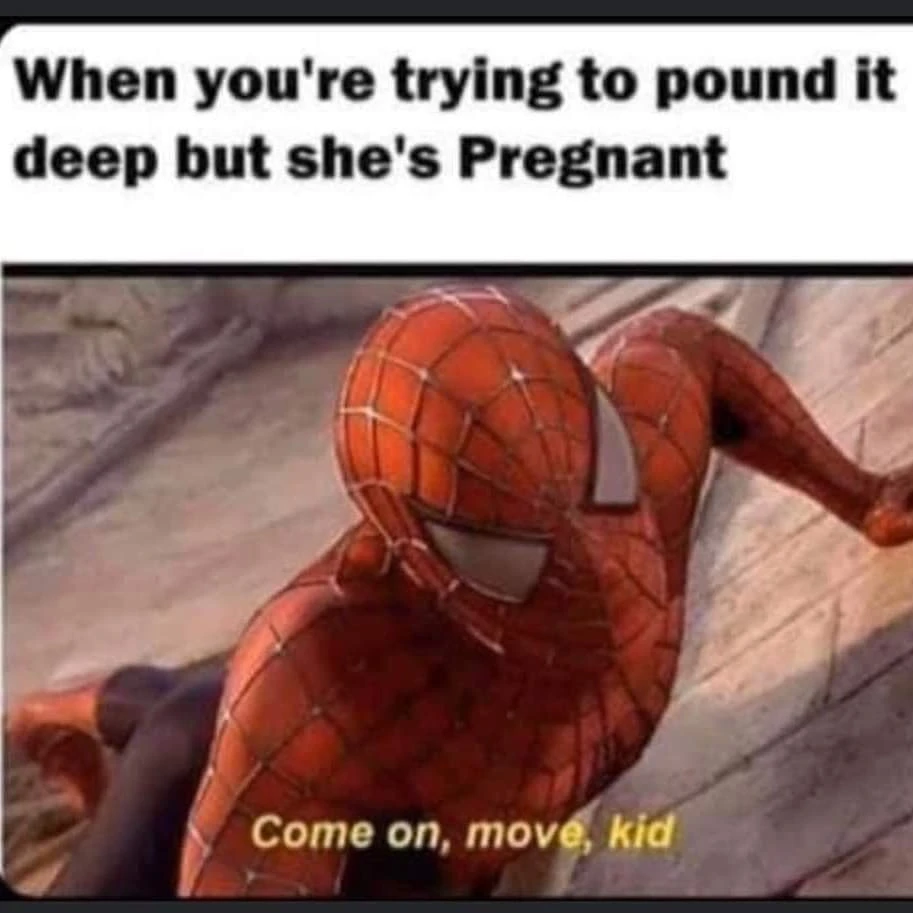 When you're trying to pound it
deep but she's Pregnant
Come on, move, kid